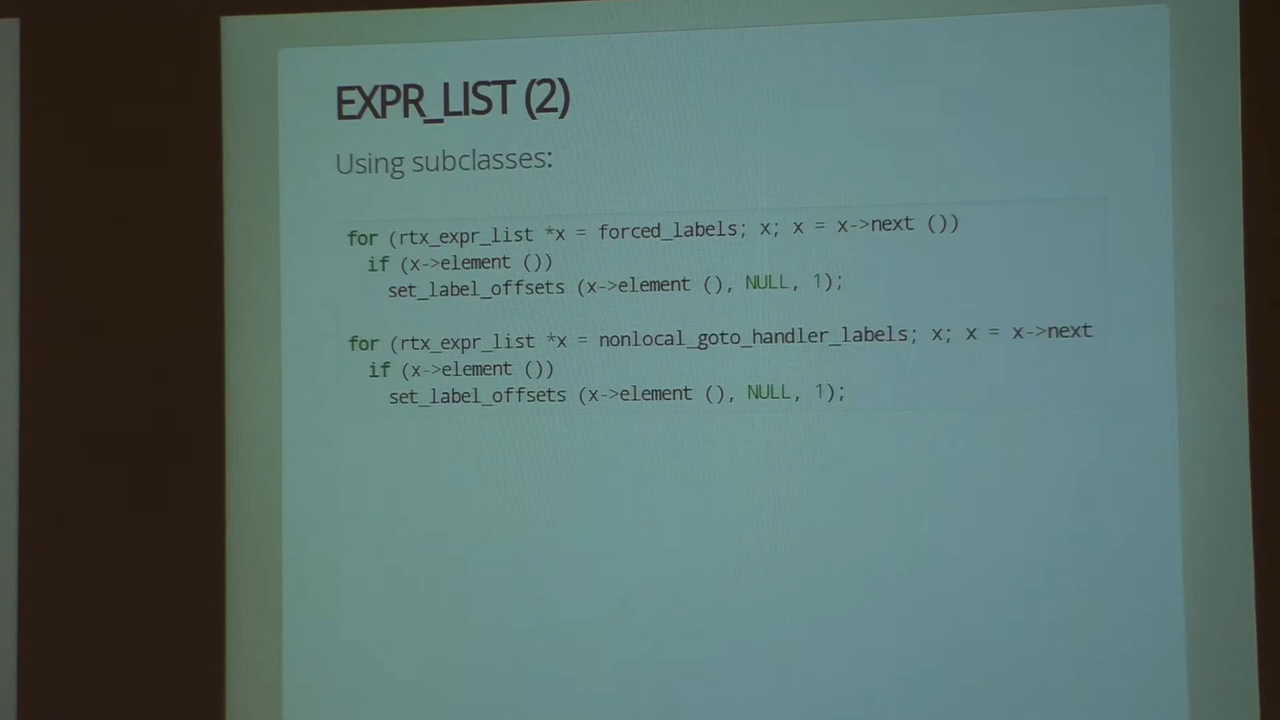 EXPR_LIST (2)
Using subclasses:
for (rtx_expr_list *x = forced_labels; x; x = x->next ())
if (x->element ())
set_label_offsets (x->element (), NULL, 1);
for (rtx_expr_list *x = nonlocal_goto_handler_labels; x; x = x->next
if (x->element ())
set_label_offsets (x->element (), NULL, 1);